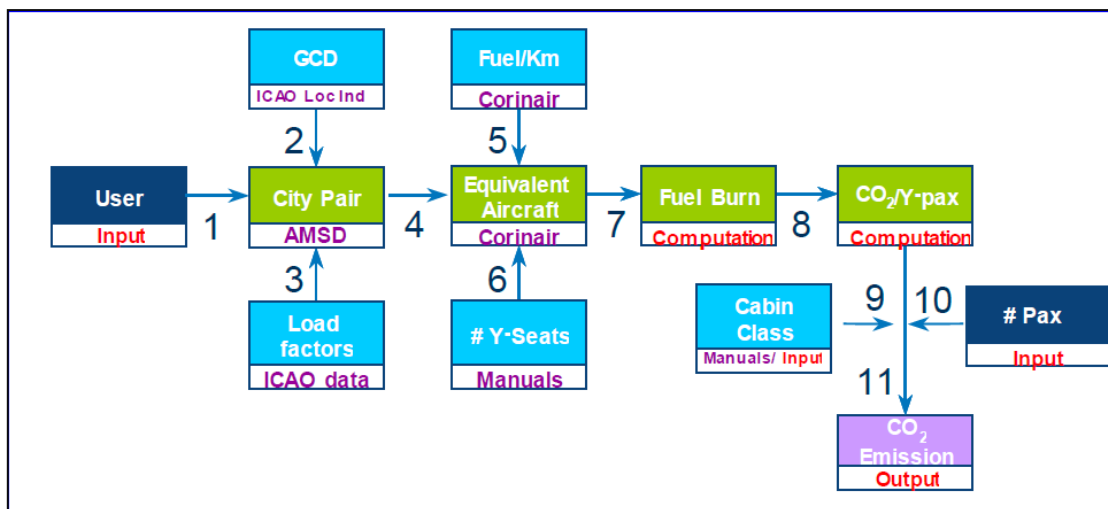 GCD
ICAO Loc Ind
Fuel/Km
Corinair
2
5
User
Input
1
City Pair
AMSD
4
Equivalent
Aircraft
Corinair
7
Fuel Burn
Computation
8
CO2/Y-pax
Computation
3
6
Load
factors
ICAO data
# Y-Seats
Manuals
Cabin
Class
Manuals/ Input
9
10
# Pax
Input
11
CO2
Emission
Output